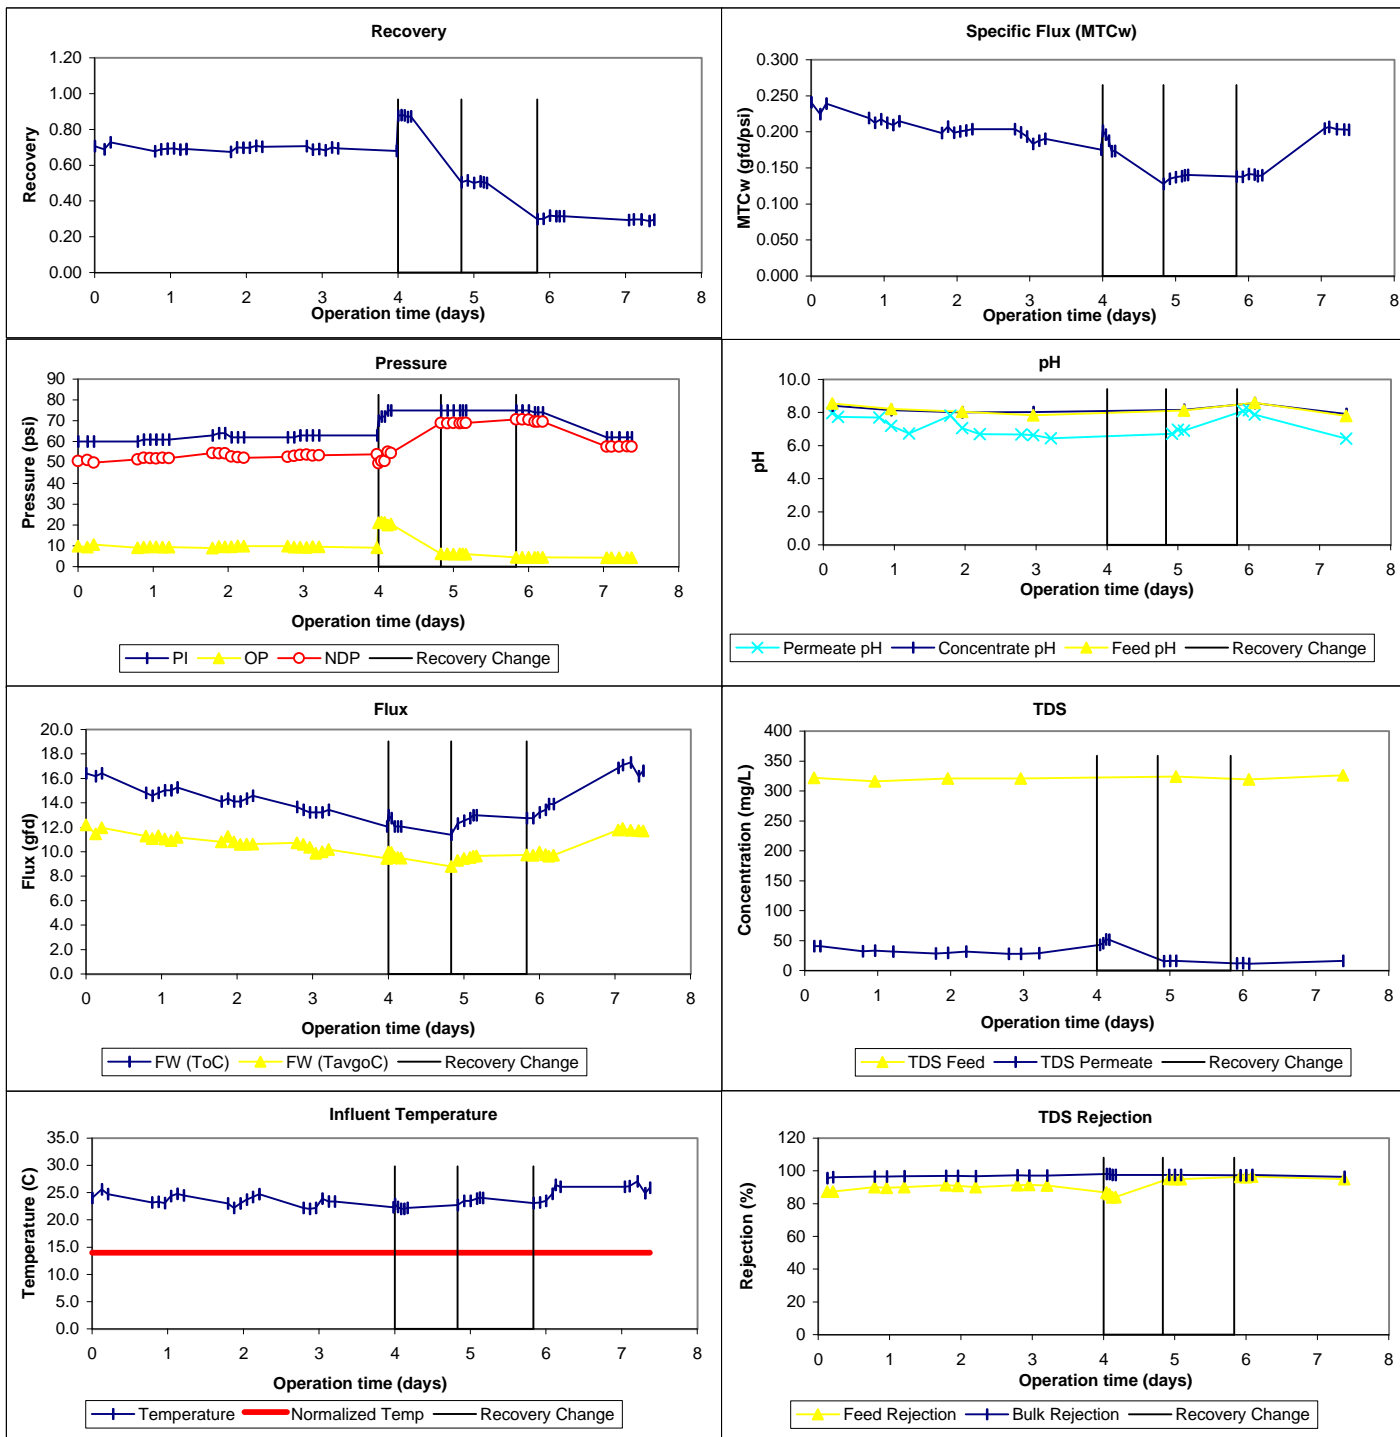 Recovery
1.20
1.00
0.80
0.60
0.40
0.20
0.00
Recovery
0 1 2 3 4 5 6 7 8
Operation time (days)
Specific Flux (MTCw)
0.300
0.250
0.200
0.150
0.100
0.050
0.000
MTCw (gfd/psi)
0 1 2 3 4 5 6 7 8
Operation time (days)
Pressure
90
80
70
60
50
40
30
20
10
0
Pressure (psi)
0 1 2 3 4 5 6 7 8
Operation time (days)
PI OP NDP Recovery Change
pH
10.0
8.0
6.0
4.0
2.0
0.0
pH
0 1 2 3 4 5 6 7 8
Operation time (days)
Permeate pH Concentrate pH Feed pH Recovery Change
Flux
20.0
18.0
16.0
14.0
12.0
10.0
8.0
6.0
4.0
2.0
0.0
Flux (gfd)
0 1 2 3 4 5 6 7 8
Operation time (days)
FW (ToC) FW (TavgoC) Recovery Change
TDS
400
350
300
250
200
150
100
50
0
Concentration (mg/L)
0 1 2 3 4 5 6 7 8
Operation time (days)
TDS Feed TDS Permeate Recovery Change
Influent Temperature
35.0
30.0
25.0
20.0
15.0
10.0
5.0
0.0
Temperature (C)
0 1 2 3 4 5 6 7 8
Operation time (days)
Temperature Normalized Temp Recovery Change
TDS Rejection
120
100
80
60
40
20
0
Rejection (%)
0 1 2 3 4 5 6 7 8
Operation time (days)
Feed Rejection Bulk Rejection Recovery Change